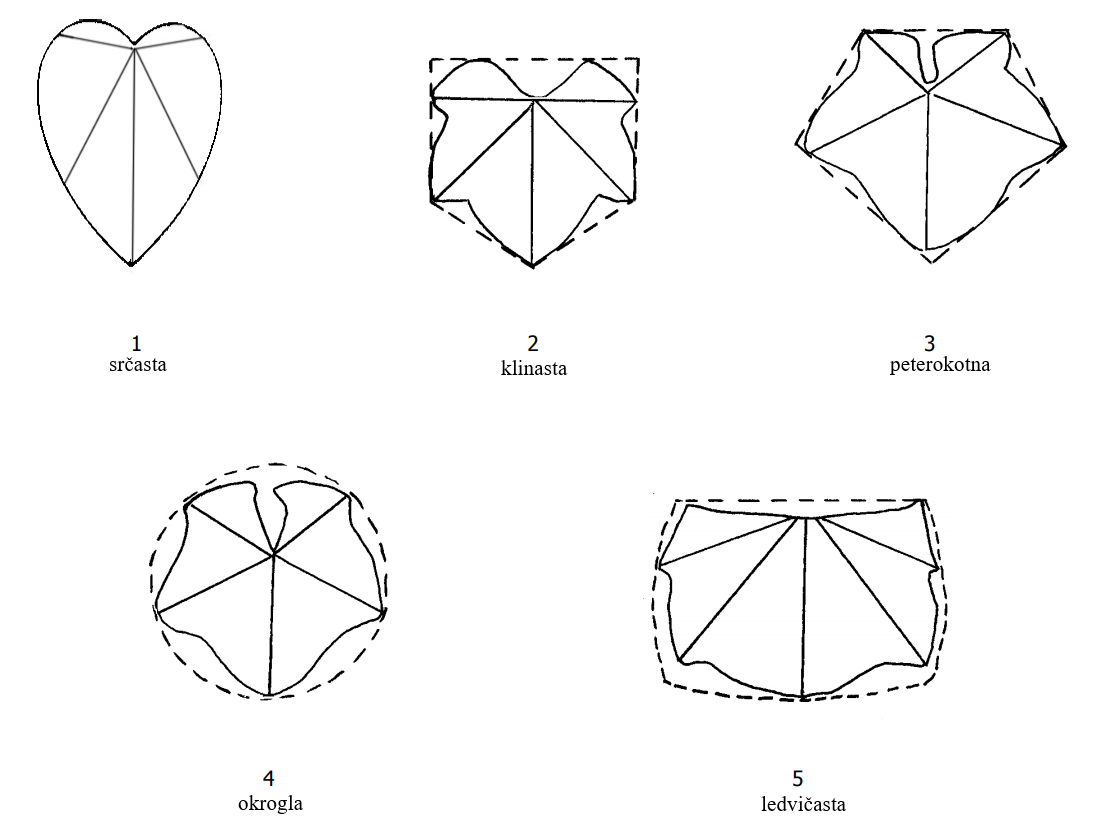 1
srčasta
2
klinasta
3
peterokotna
4
okrogla
5
ledvičasta